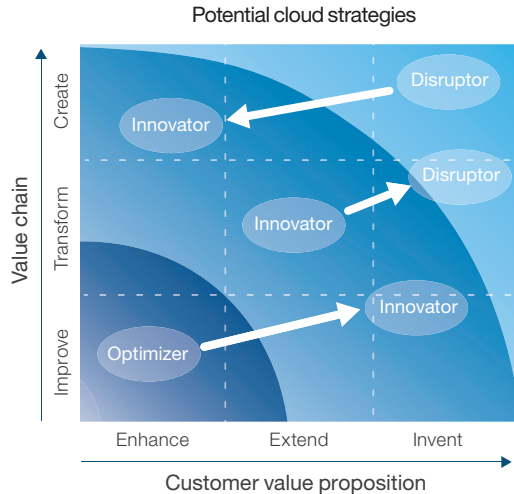 Potential cloud strategies
Value chain
Create
Transform
Improve
Disruptor
Innovator
Disruptor
Innovator
Innovator
Optimizer
Enhance
Extend
Invent
Customer value proposition